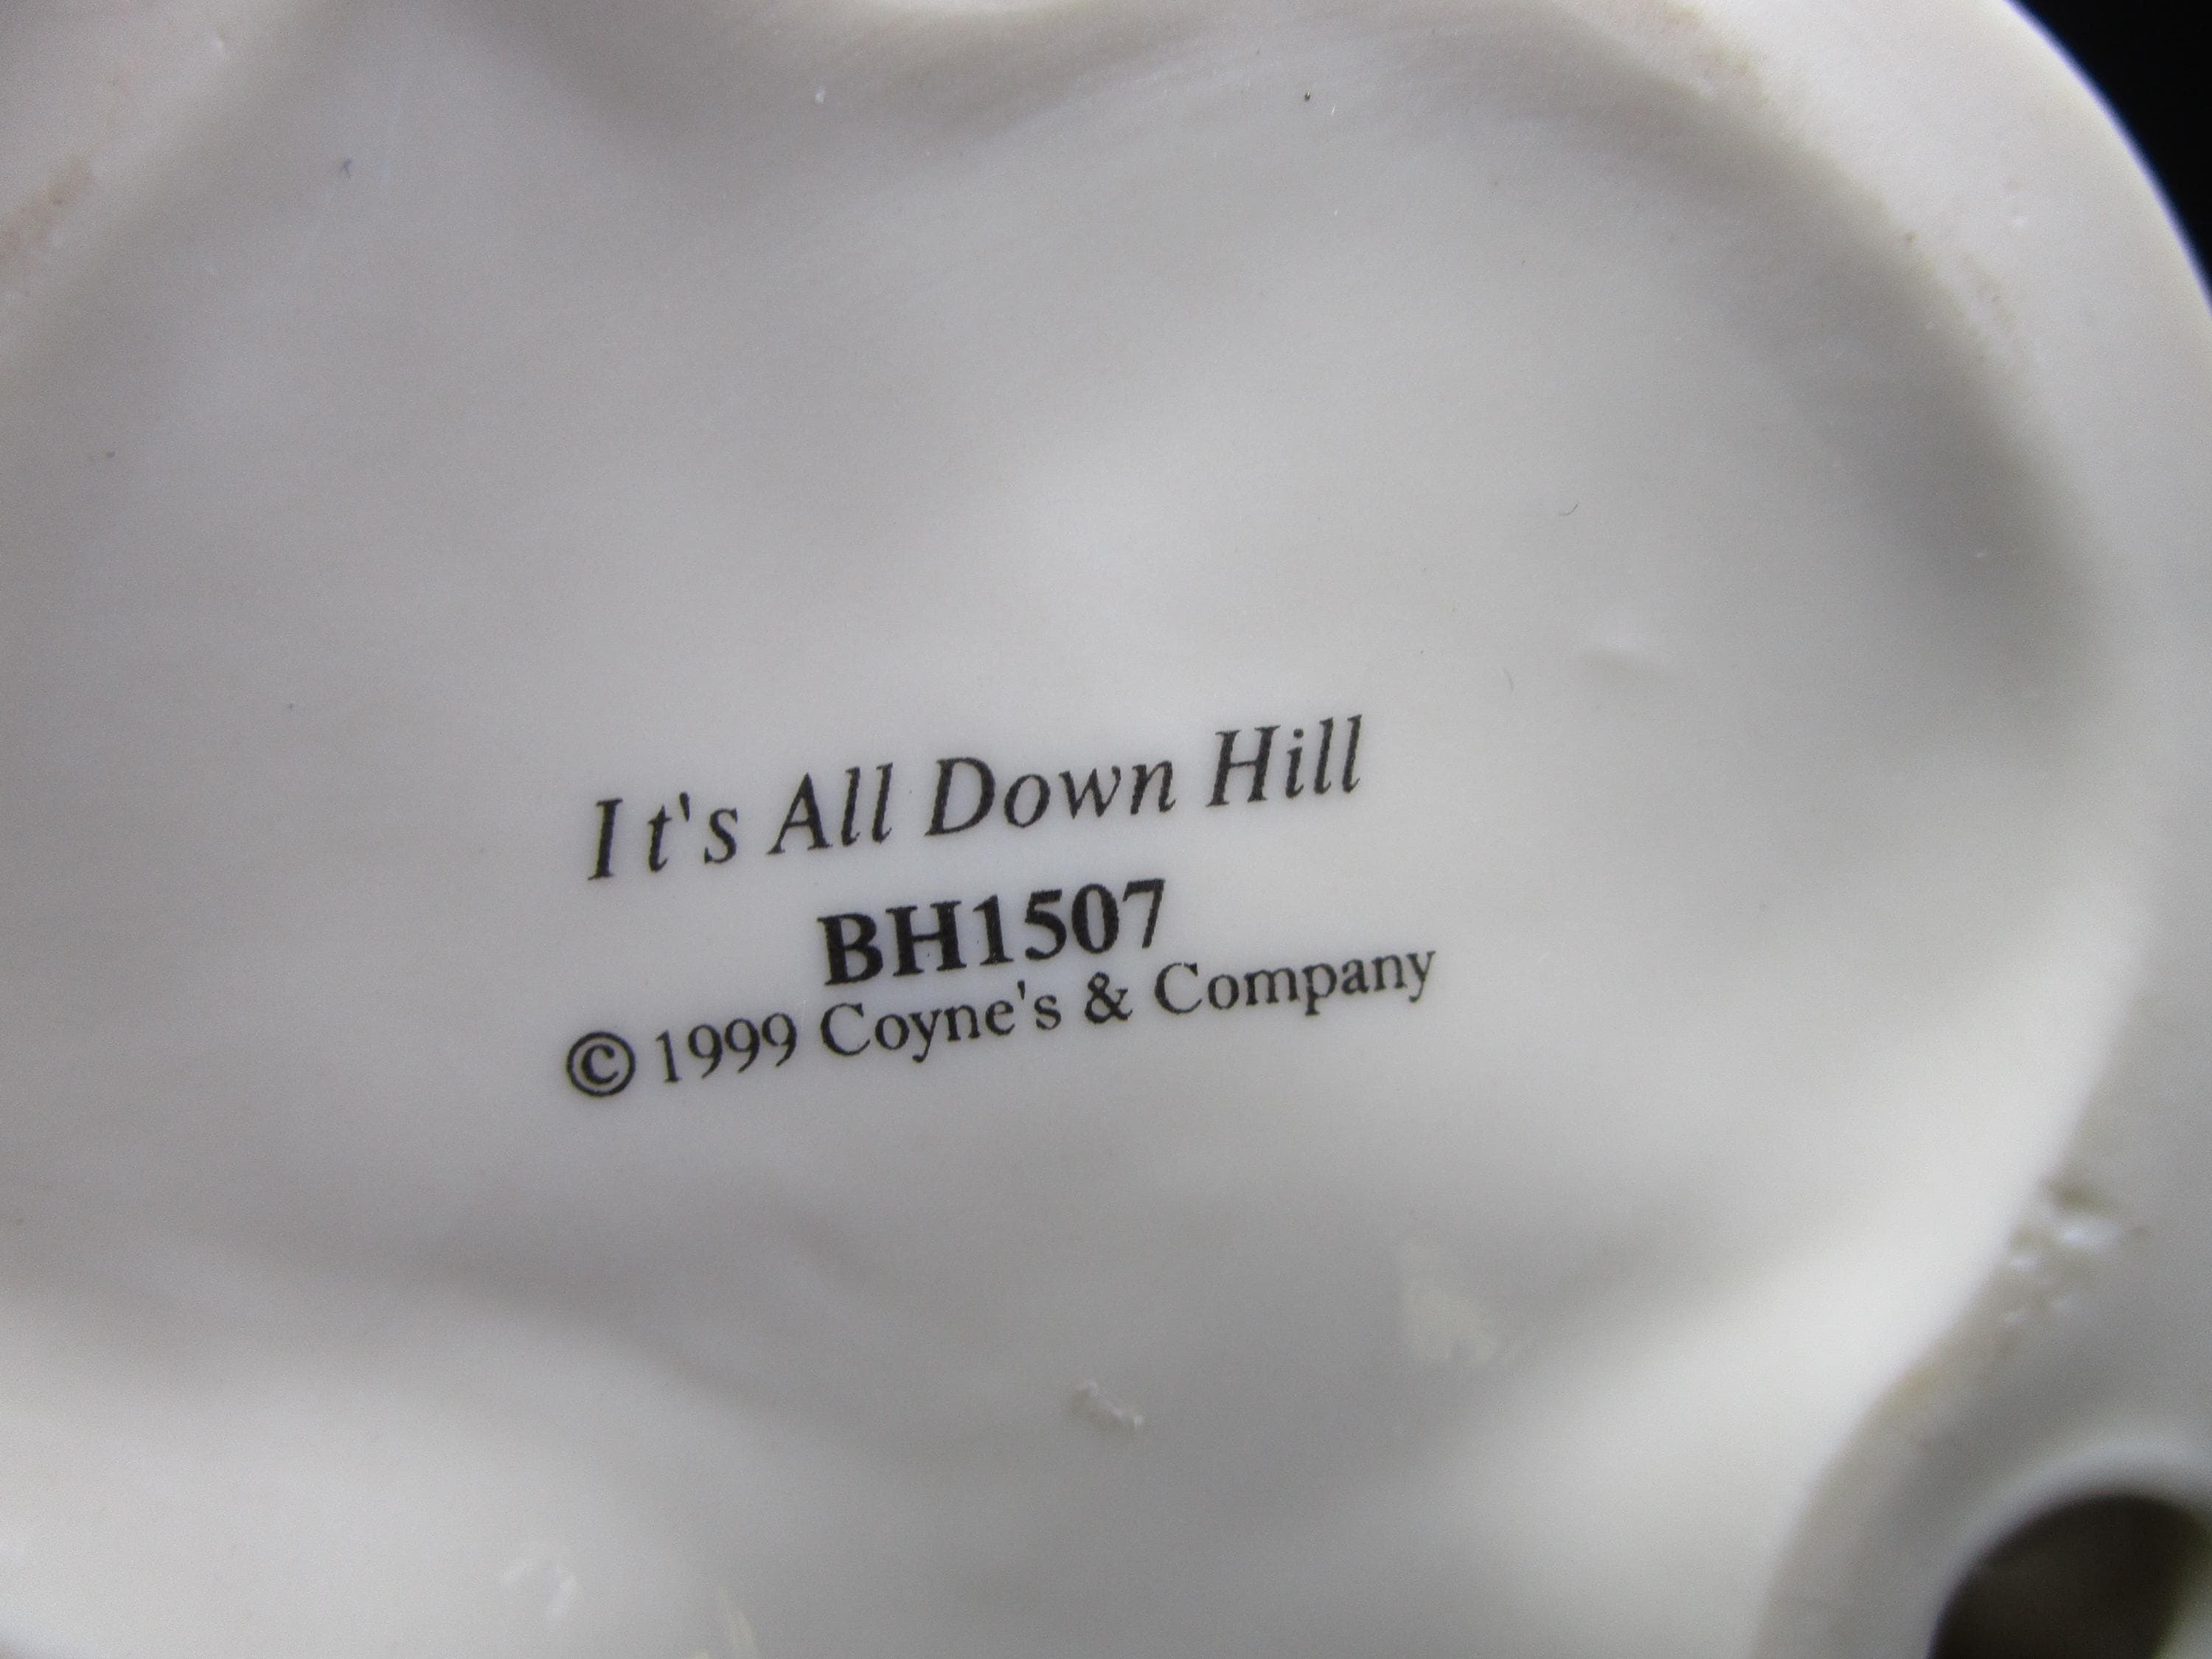 It's All Down Hill
BH1507
© 1999 Coyne's & Company